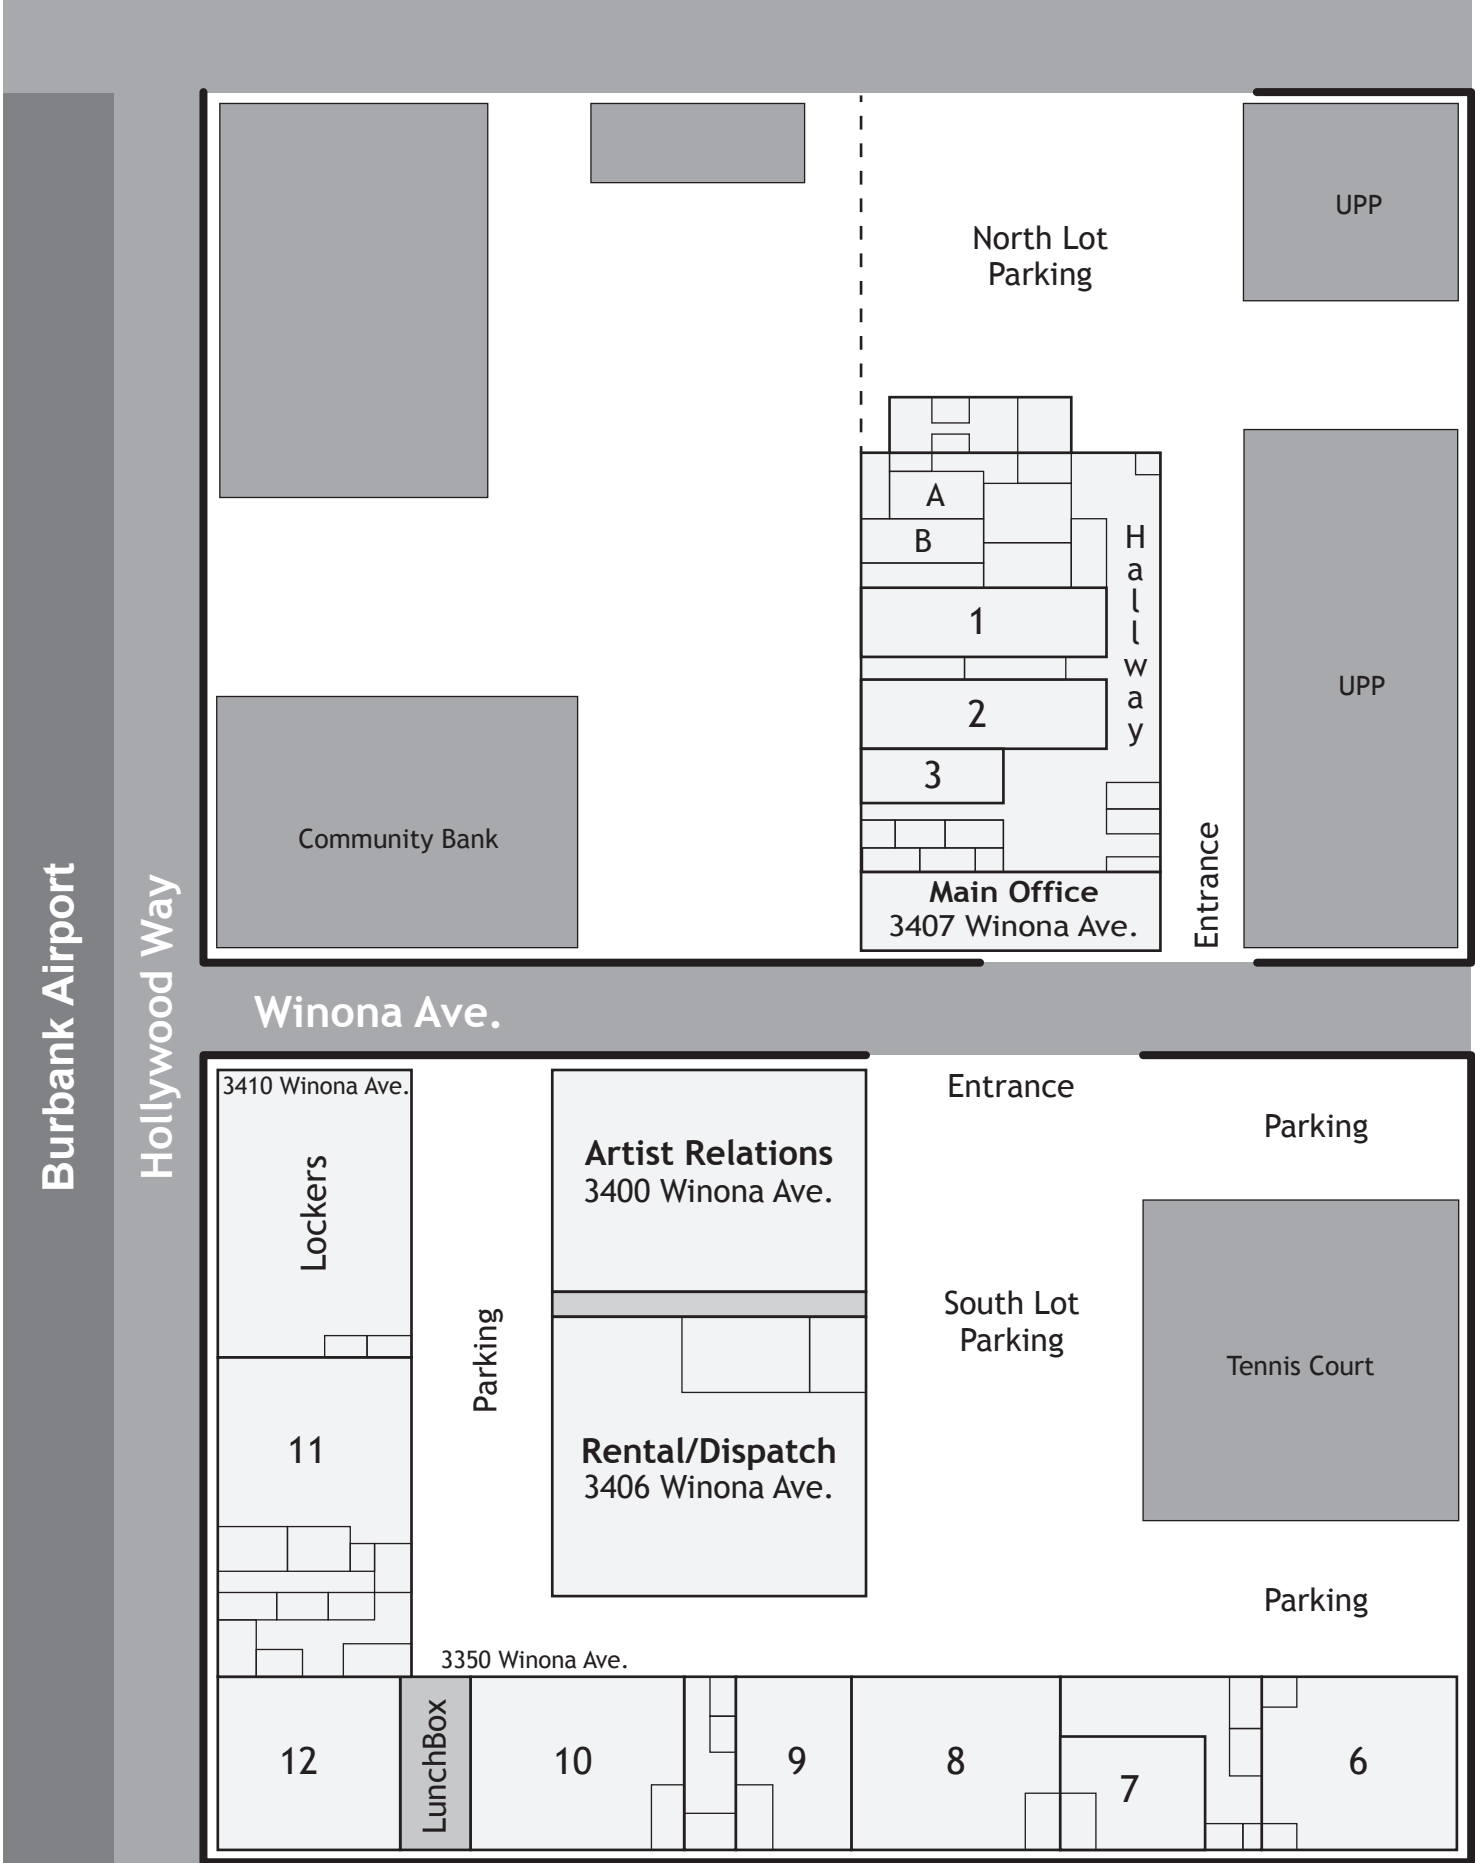 UPP
North Lot
Parking
A
B
Hallway
1
2
3
UPP
Community Bank
Entrance
Main Office
3407 Winona Ave.
Burbank Airport
Hollywood Way
Winona Ave.
3410 Winona Ave.
Lockers
Entrance
Parking
Artist Relations
3400 Winona Ave.
Parking
South Lot
Parking
Tennis Court
11
Rental/Dispatch
3406 Winona Ave.
Parking
3350 Winona Ave.
12
LunchBox
10
9
8
7
6